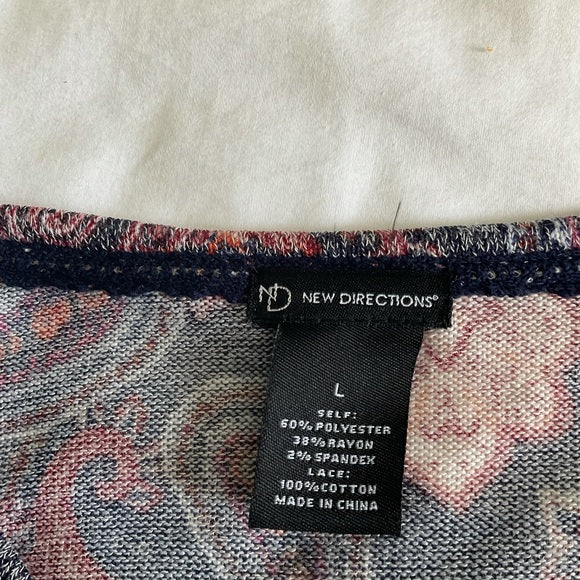 ND NEW DIRECTIONS®
L
SELF:
60% POLYESTER
38% RAYON
2% SPANDEX
LACE:
100% COTTON
MADE IN CHINA